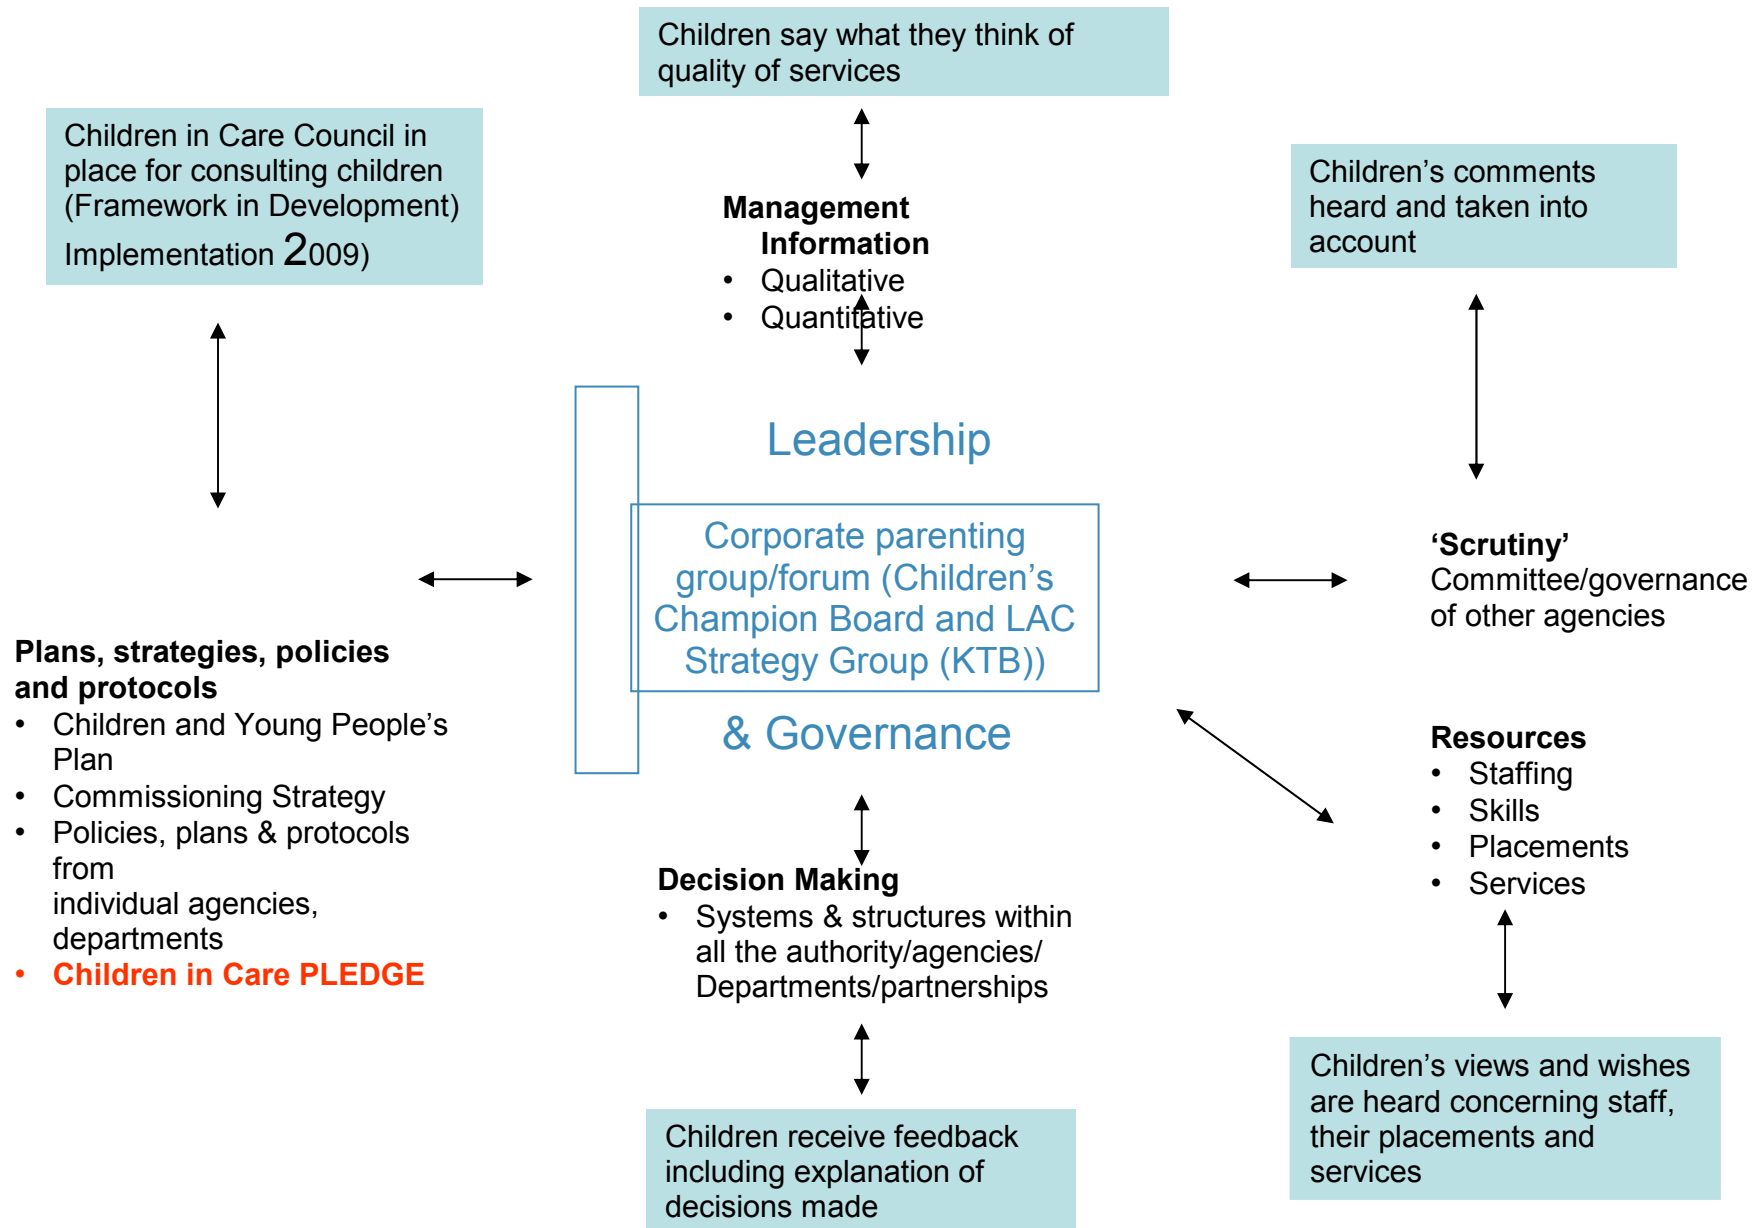 Children say what they think of
quality of services
Children in Care Council in
place for consulting children
(Framework in Development)
Implementation 2009)
Children’s comments
heard and taken into
account
Management
Information
• Qualitative
• Quantitative
Leadership
Corporate parenting
group/forum (Children’s
Champion Board and LAC
Strategy Group (KTB))
& Governance
‘Scrutiny’
Committee/governance
of other agencies
Plans, strategies, policies
and protocols
• Children and Young People’s
Plan
• Commissioning Strategy
• Policies, plans & protocols
from
individual agencies,
departments
• Children in Care PLEDGE
Resources
• Staffing
• Skills
• Placements
• Services
Decision Making
• Systems & structures within
all the authority/agencies/
Departments/partnerships
Children receive feedback
including explanation of
decisions made
Children’s views and wishes
are heard concerning staff,
their placements and
services